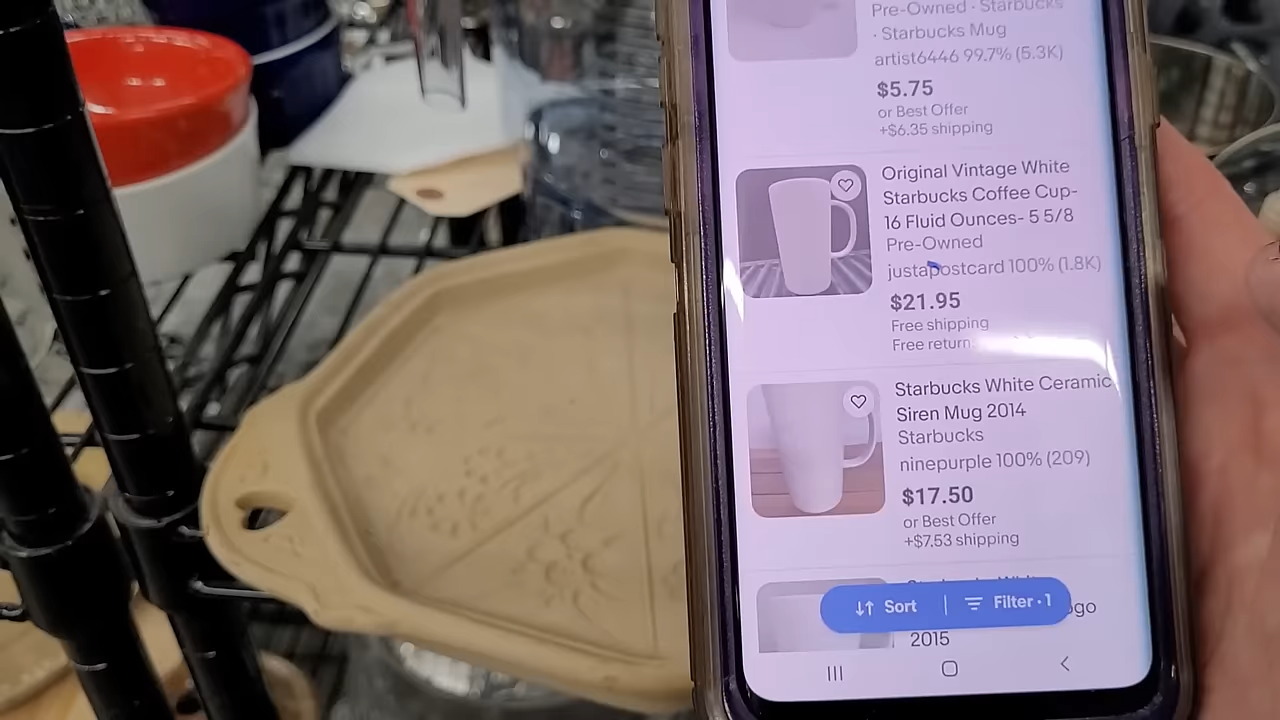 Pre-Owned · Starbucks
· Starbucks Mug
artist6446 99.7% (5.3K)
$5.75
or Best Offer
+$6.35 shipping
Original Vintage White
Starbucks Coffee Cup-
16 Fluid Ounces- 5 5/8
Pre-Owned
justapostcard 100% (1.8K)
$21.95
Free shipping
Free return
Starbucks White Ceramic
Siren Mug 2014
Starbucks
ninepurple 100% (209)
$17.50
or Best Offer
+$7.53 shipping
Sort
Filter · 1
2015